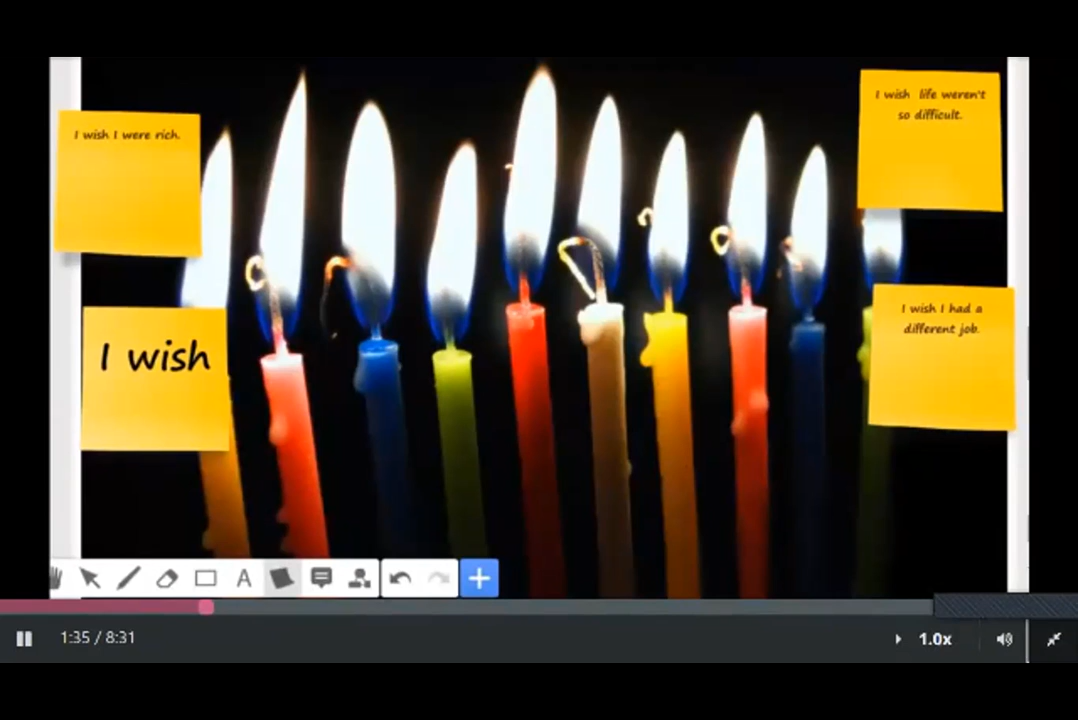 I wish I were rich.
I wish life weren't
so difficult.
I wish
I wish I had a
different job.
A
1:35 / 8:31
1.0x